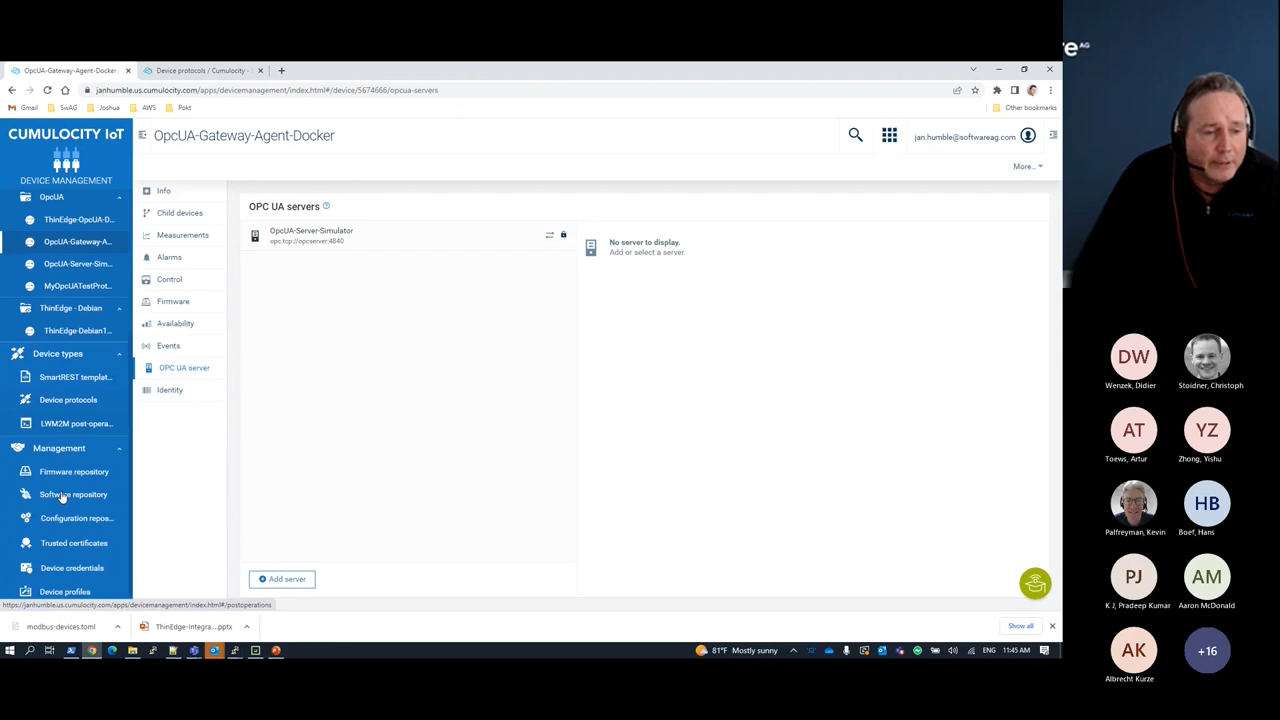 OpcUA-Gateway-Agent-Docker
Device protocols / Cumulocity -
janhumble.us.cumulocity.com/apps/devicemanagement/index.html#/device/5674666/opcua-servers
Gmail
SwAG
Joshua
AWS
Pokt
Other bookmarks
CUMULOCITY IoT
DEVICE MANAGEMENT
OpcUA
ThinEdge-OpcUA-D...
OpcUA-Gateway-A...
OpcUA-Server-Sim...
MyOpcUATestProt...
ThinEdge - Debian
ThinEdge-Debian1...
Device types
SmartREST templat...
Device protocols
LWM2M post-opera...
Management
Firmware repository
Software repository
Configuration repos...
Trusted certificates
Device credentials
Device profiles
https://janhumble.us.cumulocity.com/apps/devicemanagement/index.html#/postoperations
OpcUA-Gateway-Agent-Docker
jan.humble@softwareag.com
More...
Info
Child devices
Measurements
Alarms
Control
Firmware
Availability
Events
OPC UA server
Identity
OPC UA servers
OpcUA-Server-Simulator
opc.tcp://opcserver:4840
No server to display.
Add or select a server.
Add server
modbus-devices.toml
ThinEdge-Integra....pptx
Show all
81°F Mostly sunny
ENG
11:45 AM
re AG
DW
Wenzek, Didier
Stoidner, Christoph
AT
Toews, Artur
YZ
Zhong, Yishu
Palfreyman, Kevin
HB
Boef, Hans
PJ
K J, Pradeep Kumar
AM
Aaron McDonald
AK
Albrecht Kurze
+16